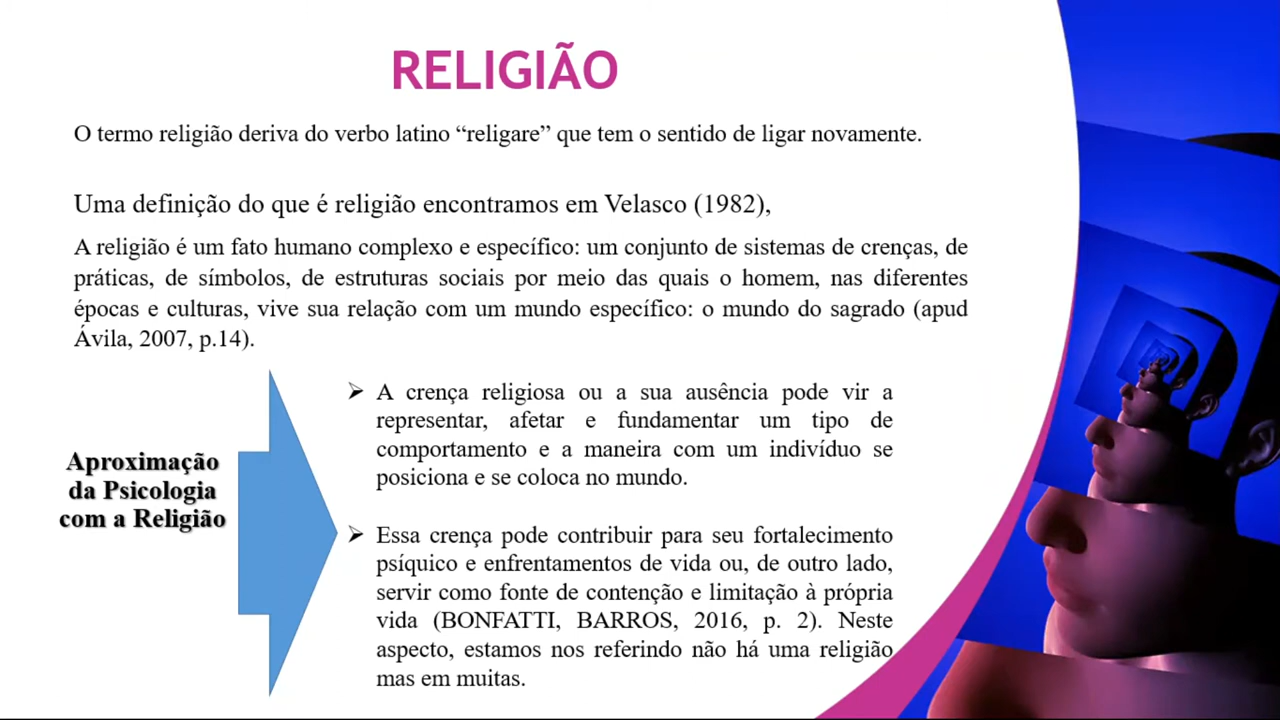 RELIGIÃO
O termo religião deriva do verbo latino “religare” que tem o sentido de ligar novamente.
Uma definição do que é religião encontramos em Velasco (1982),
A religião é um fato humano complexo e específico: um conjunto de sistemas de crenças, de
práticas, de símbolos, de estruturas sociais por meio das quais o homem, nas diferentes
épocas e culturas, vive sua relação com um mundo específico: o mundo do sagrado (apud
Ávila, 2007, p.14).
Aproximação
da Psicologia
com a Religião
➢ A crença religiosa ou a sua ausência pode vir a
representar, afetar e fundamentar um tipo de
comportamento e a maneira com um indivíduo se
posiciona e se coloca no mundo.
➢ Essa crença pode contribuir para seu fortalecimento
psíquico e enfrentamentos de vida ou, de outro lado,
servir como fonte de contenção e limitação à própria
vida (BONFATTI, BARROS, 2016, p. 2). Neste
aspecto, estamos nos referindo não há uma religião
mas em muitas.